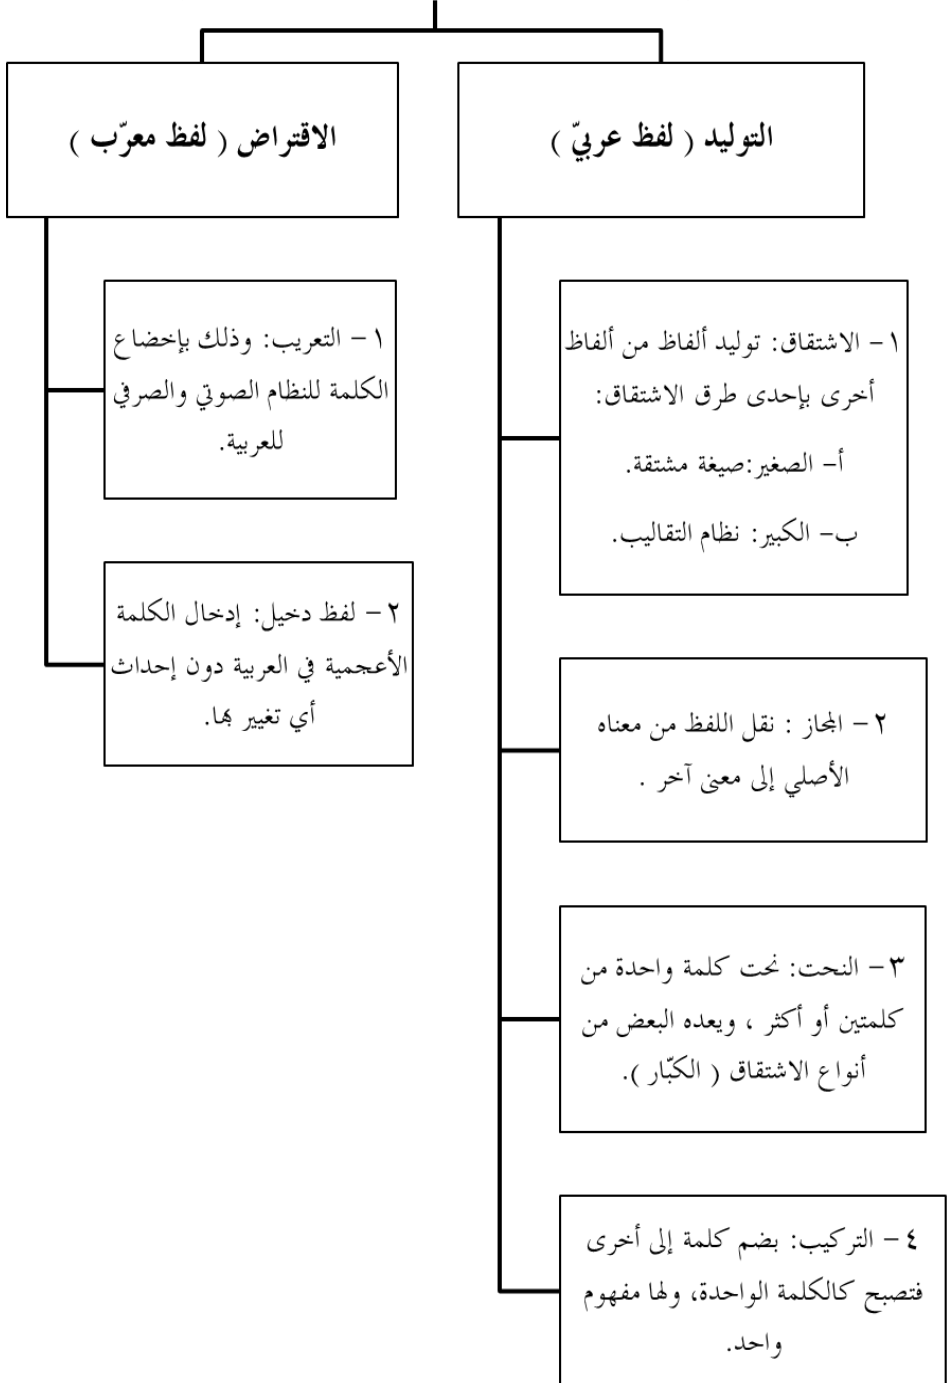 التوليد ( لفظ عربيّ )
١- الاشتقاق: توليد ألفاظ من ألفاظ
أخرى بإحدى طرق الاشتقاق:
أ- الصغير:صيغة مشتقة.
ب- الكبير: نظام التقاليب.
٢- المجاز : نقل اللفظ من معناه
الأصلي إلى معنى آخر .
٣- النحت: نحت كلمة واحدة من
كلمتين أو أكثر ، ويعده البعض من
أنواع الاشتقاق ( الكبّار ).
٤- التركيب: بضم كلمة إلى أخرى
فتصبح كالكلمة الواحدة، ولها مفهوم
واحد.
الاقتراض ( لفظ معرّب )
١- التعريب: وذلك بإخضاع
الكلمة للنظام الصوتي والصرفي
للعربية.
٢- لفظ دخيل: إدخال الكلمة
الأعجمية في العربية دون إحداث
أي تغيير بها.